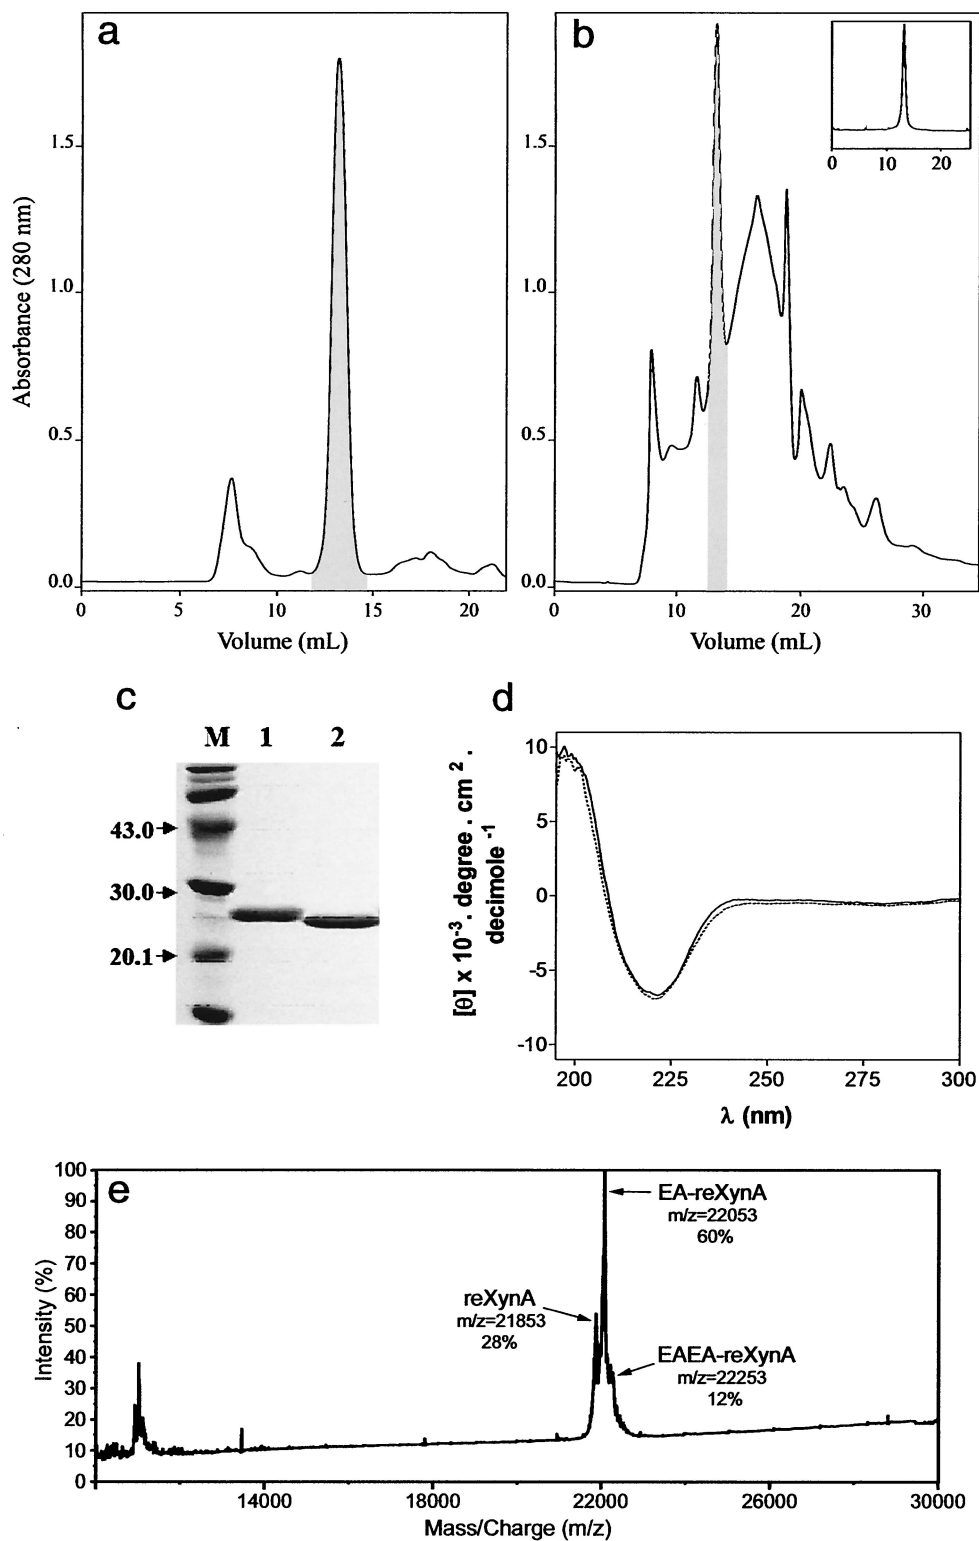 a
1.5
1.0
0.5
0.0
Absorbance (280 nm)
0 5 10 15 20
Volume (mL)
b
1.5
1.0
0.5
0.0
0 10 20
0 10 20 30
Volume (mL)
c
M 1 2
43.0
30.0
20.1
d
10
5
0
-5
-10
[θ] x 10-3. degree . cm 2 .
decimole -1
200 225 250 275 300
λ (nm)
e
100
90
80
70
60
50
40
30
20
10
0
Intensity (%)
EA-reXynA
m/z=22053
60%
reXynA
m/z=21853
28%
EAEA-reXynA
m/z=22253
12%
14000 18000 22000 26000 30000
Mass/Charge (m/z)